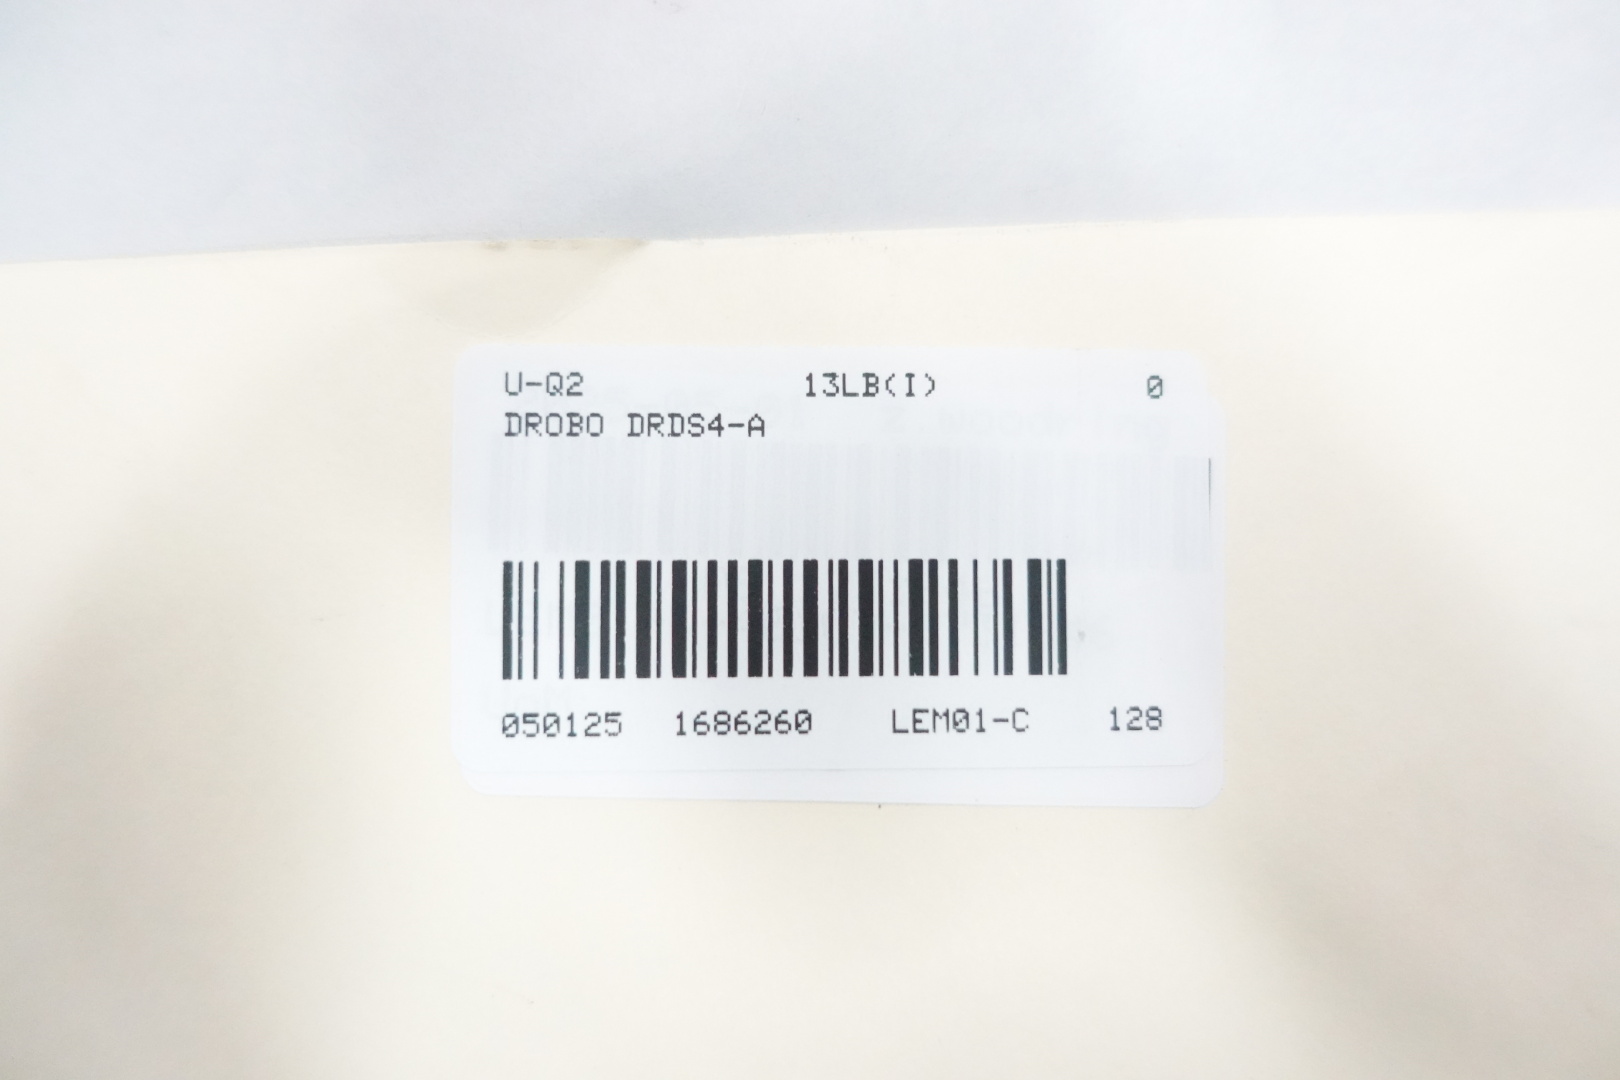 U-Q2 13LB(I) 0
DROBO DRDS4-A
050125 1686260 LEM01-C 128